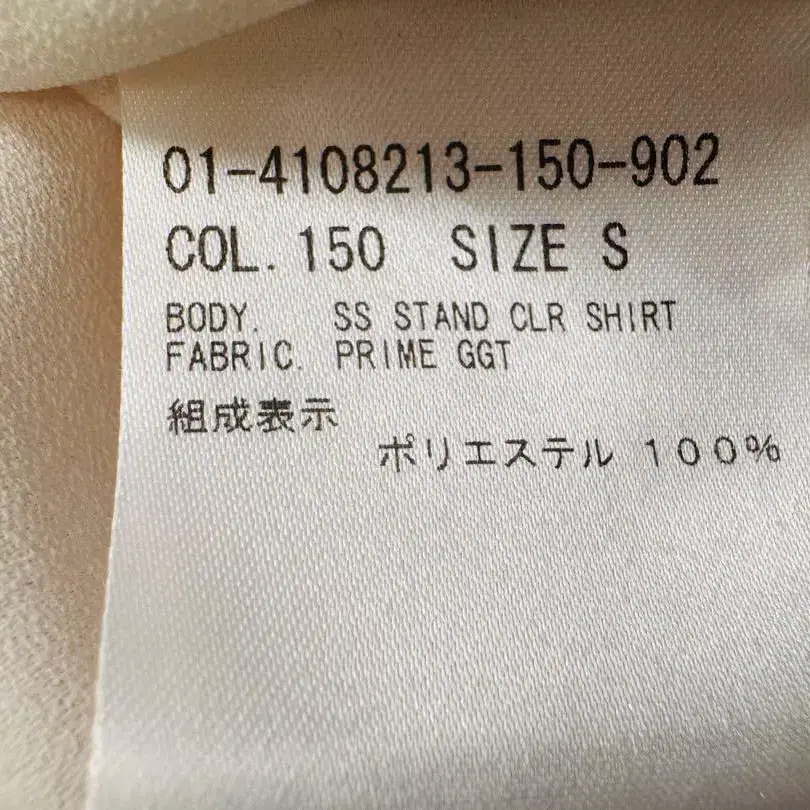 01-4108213-150-902
COL. 150 SIZE S
BODY. SS STAND CLR SHIRT
FABRIC. PRIME GGT
組成表示
ポリエステル 100%